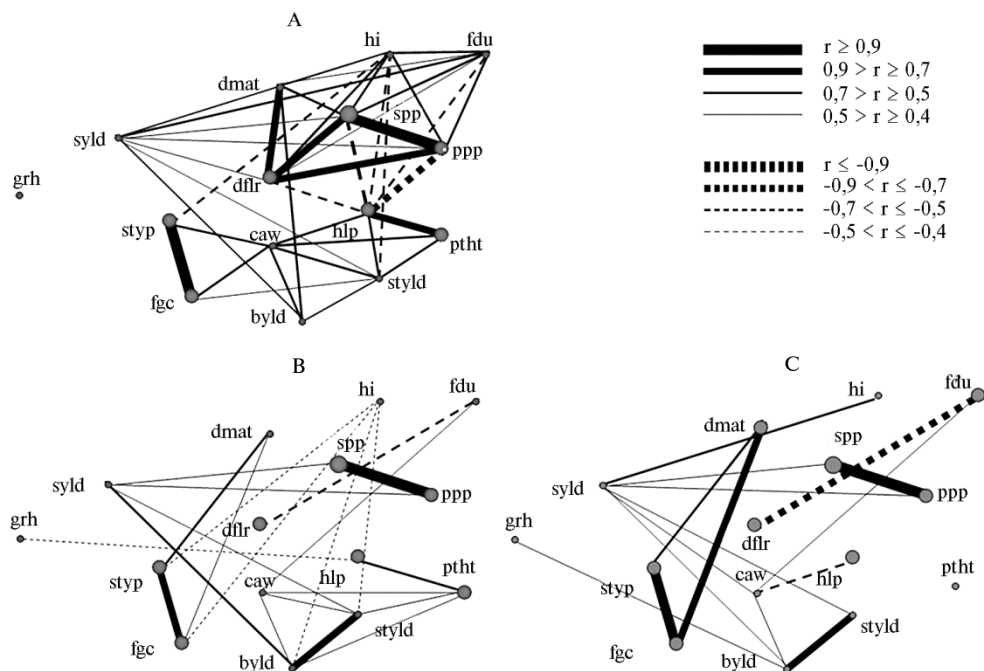 A
hi
fdu
dmat
spp
syld
ppp
dflr
grh
styp
caw
hlp
ptht
styld
fgc
byld
r ≥ 0,9
0,9 > r ≥ 0,7
0,7 > r ≥ 0,5
0,5 > r ≥ 0,4
r ≤ -0,9
-0,9 < r ≤ -0,7
-0,7 < r ≤ -0,5
-0,5 < r ≤ -0,4
B
hi
fdu
dmat
spp
syld
ppp
grh
dflr
styp
caw
hlp
ptht
fgc
styld
byld
C
hi
fdu
dmat
spp
syld
ppp
grh
dflr
styp
caw
hlp
ptht
fgc
styld
byld